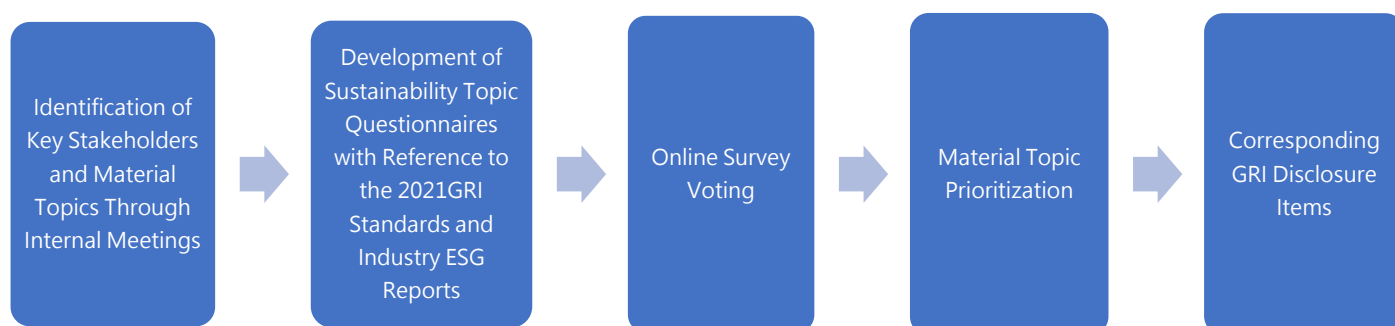 Identification of
Key Stakeholders
and Material
Topics Through
Internal Meetings
Development of
Sustainability Topic
Questionnaires
with Reference to
the 2021GRI
Standards and
Industry ESG
Reports
Online Survey
Voting
Material Topic
Prioritization
Corresponding
GRI Disclosure
Items